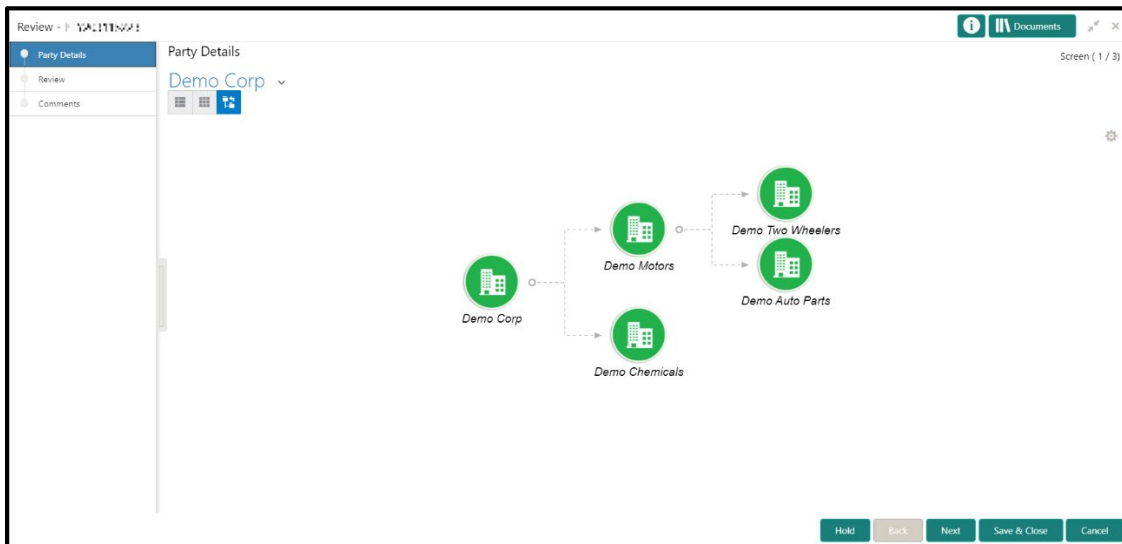 Review -
Documents
Party Details
Review
Comments
Party Details
Screen ( 1 / 3)
Demo Corp
Demo Two Wheelers
Demo Motors
Demo Auto Parts
Demo Corp
Demo Chemicals
Hold
Back
Next
Save & Close
Cancel